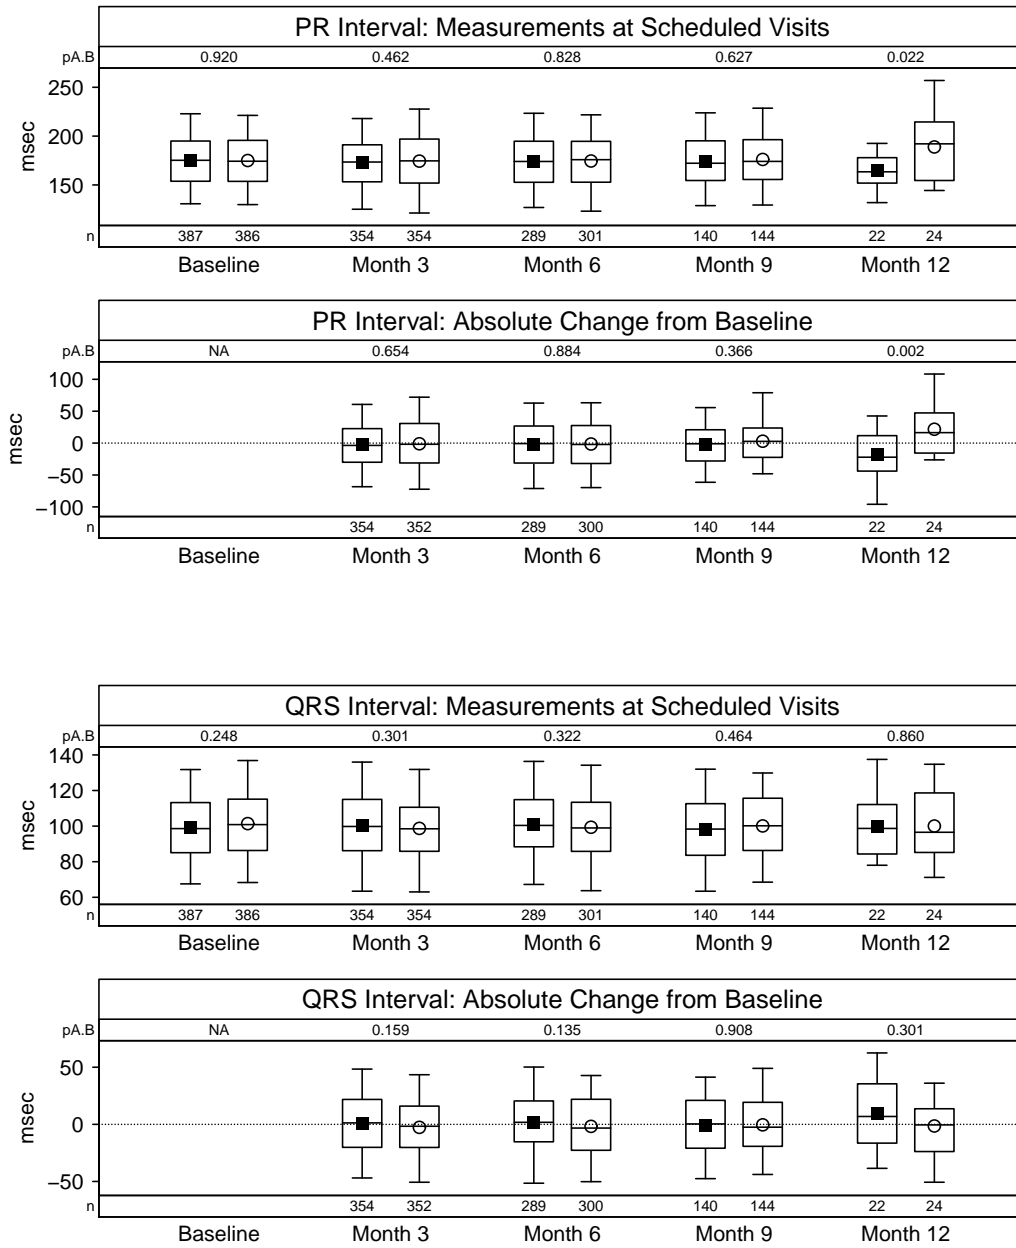 PR Interval: Measurements at Scheduled Visits
pA.B 0.920 0.462 0.828 0.627 0.022
250
200
150
msec
n 387 386 354 354 289 301 140 144 22 24
Baseline Month 3 Month 6 Month 9 Month 12
PR Interval: Absolute Change from Baseline
pA.B NA 0.654 0.884 0.366 0.002
100
50
0
−50
−100
msec
n 354 352 289 300 140 144 22 24
Baseline Month 3 Month 6 Month 9 Month 12
QRS Interval: Measurements at Scheduled Visits
pA.B 0.248 0.301 0.322 0.464 0.860
140
120
100
80
60
msec
n 387 386 354 354 289 301 140 144 22 24
Baseline Month 3 Month 6 Month 9 Month 12
QRS Interval: Absolute Change from Baseline
pA.B NA 0.159 0.135 0.908 0.301
50
0
−50
msec
n 354 352 289 300 140 144 22 24
Baseline Month 3 Month 6 Month 9 Month 12